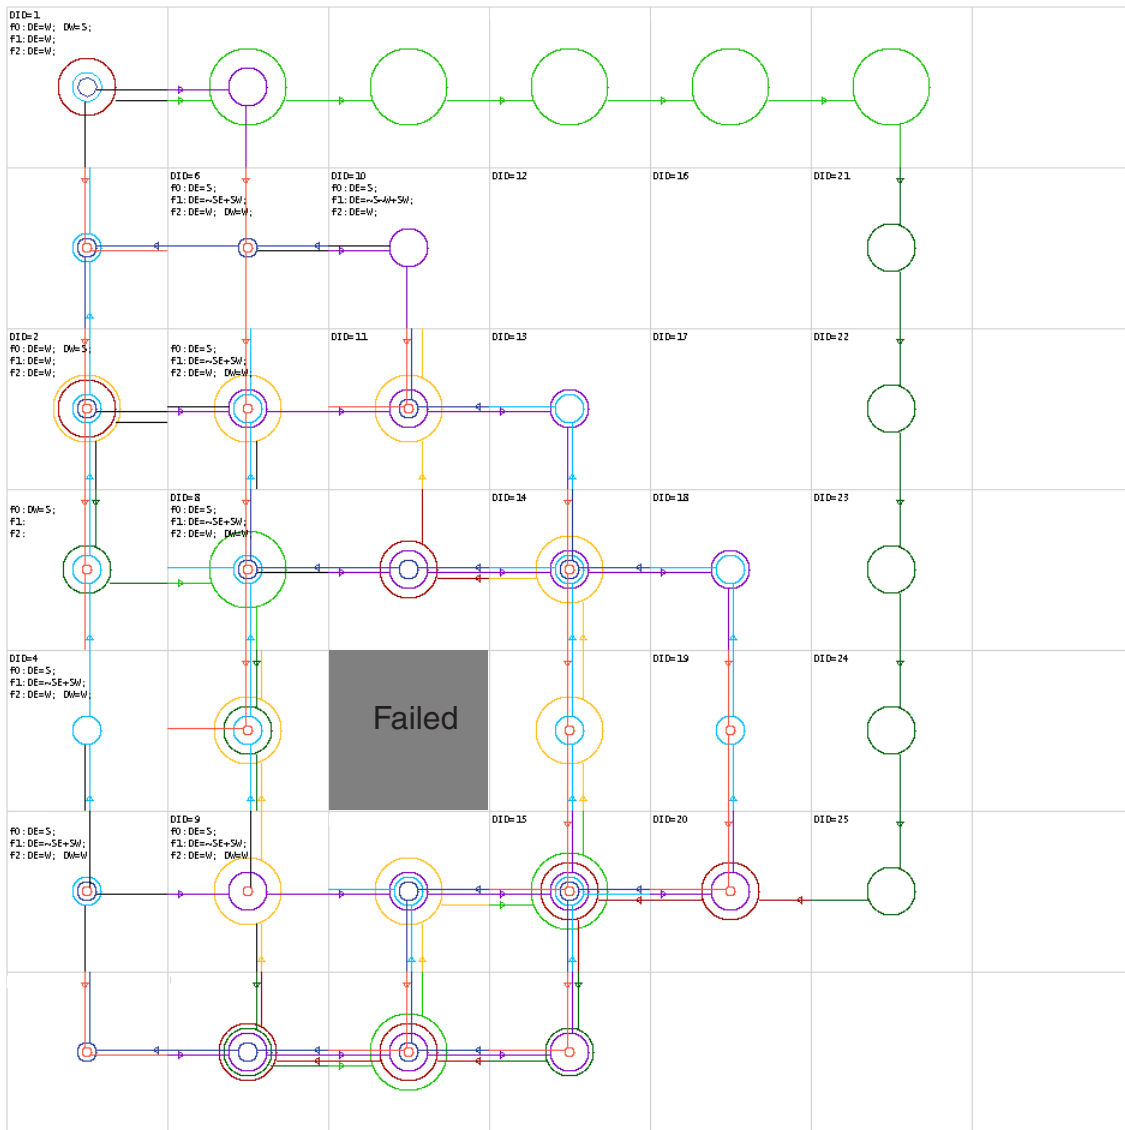 DID=1
f0:DE=W; DW=S;
f1:DE=W;
f2:DE=W;
DID=6
f0:DE=S;
f1:DE=~SE+SW;
f2:DE=W; DW=W;
DID=10
f0:DE=S;
f1:DE=~S~W+SW;
f2:DE=W;
DID=12
DID=16
DID=21
DID=2
f0:DE=W; DW=S;
f1:DE=W;
f2:DE=W;
f0:DE=S;
f1:DE=~SE+SW;
f2:DE=W; DW=W;
DID=11
DID=13
DID=17
DID=22
f0:DW=S;
f1:
f2:
DID=8
f0:DE=S;
f1:DE=~SE+SW;
f2:DE=W; DW=W;
DID=14
DID=18
DID=23
DID=4
f0:DE=S;
f1:DE=~SE+SW;
f2:DE=W; DW=W;
Failed
DID=19
DID=24
f0:DE=S;
f1:DE=~SE+SW;
f2:DE=W; DW=W
DID=9
f0:DE=S;
f1:DE=~SE+SW;
f2:DE=W; DW=W
DID=15
DID=20
DID=25